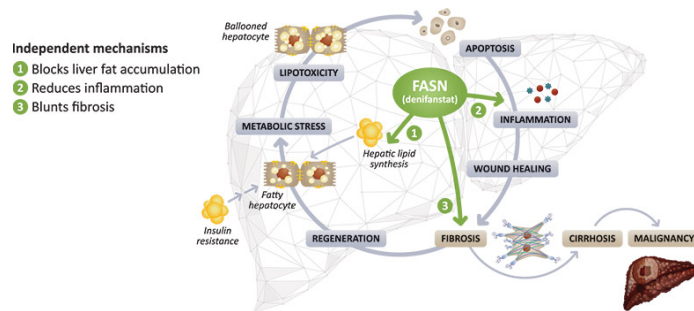 Independent mechanisms
1 Blocks liver fat accumulation
2 Reduces inflammation
3 Blunts fibrosis
Ballooned
hepatocyte
APOPTOSIS
LIPOTOXICITY
FASN
(denifanstat)
2
INFLAMMATION
METABOLIC STRESS
1
Hepatic lipid
synthesis
WOUND HEALING
Fatty
hepatocyte
3
Insulin
resistance
REGENERATION
FIBROSIS
CIRRHOSIS
MALIGNANCY